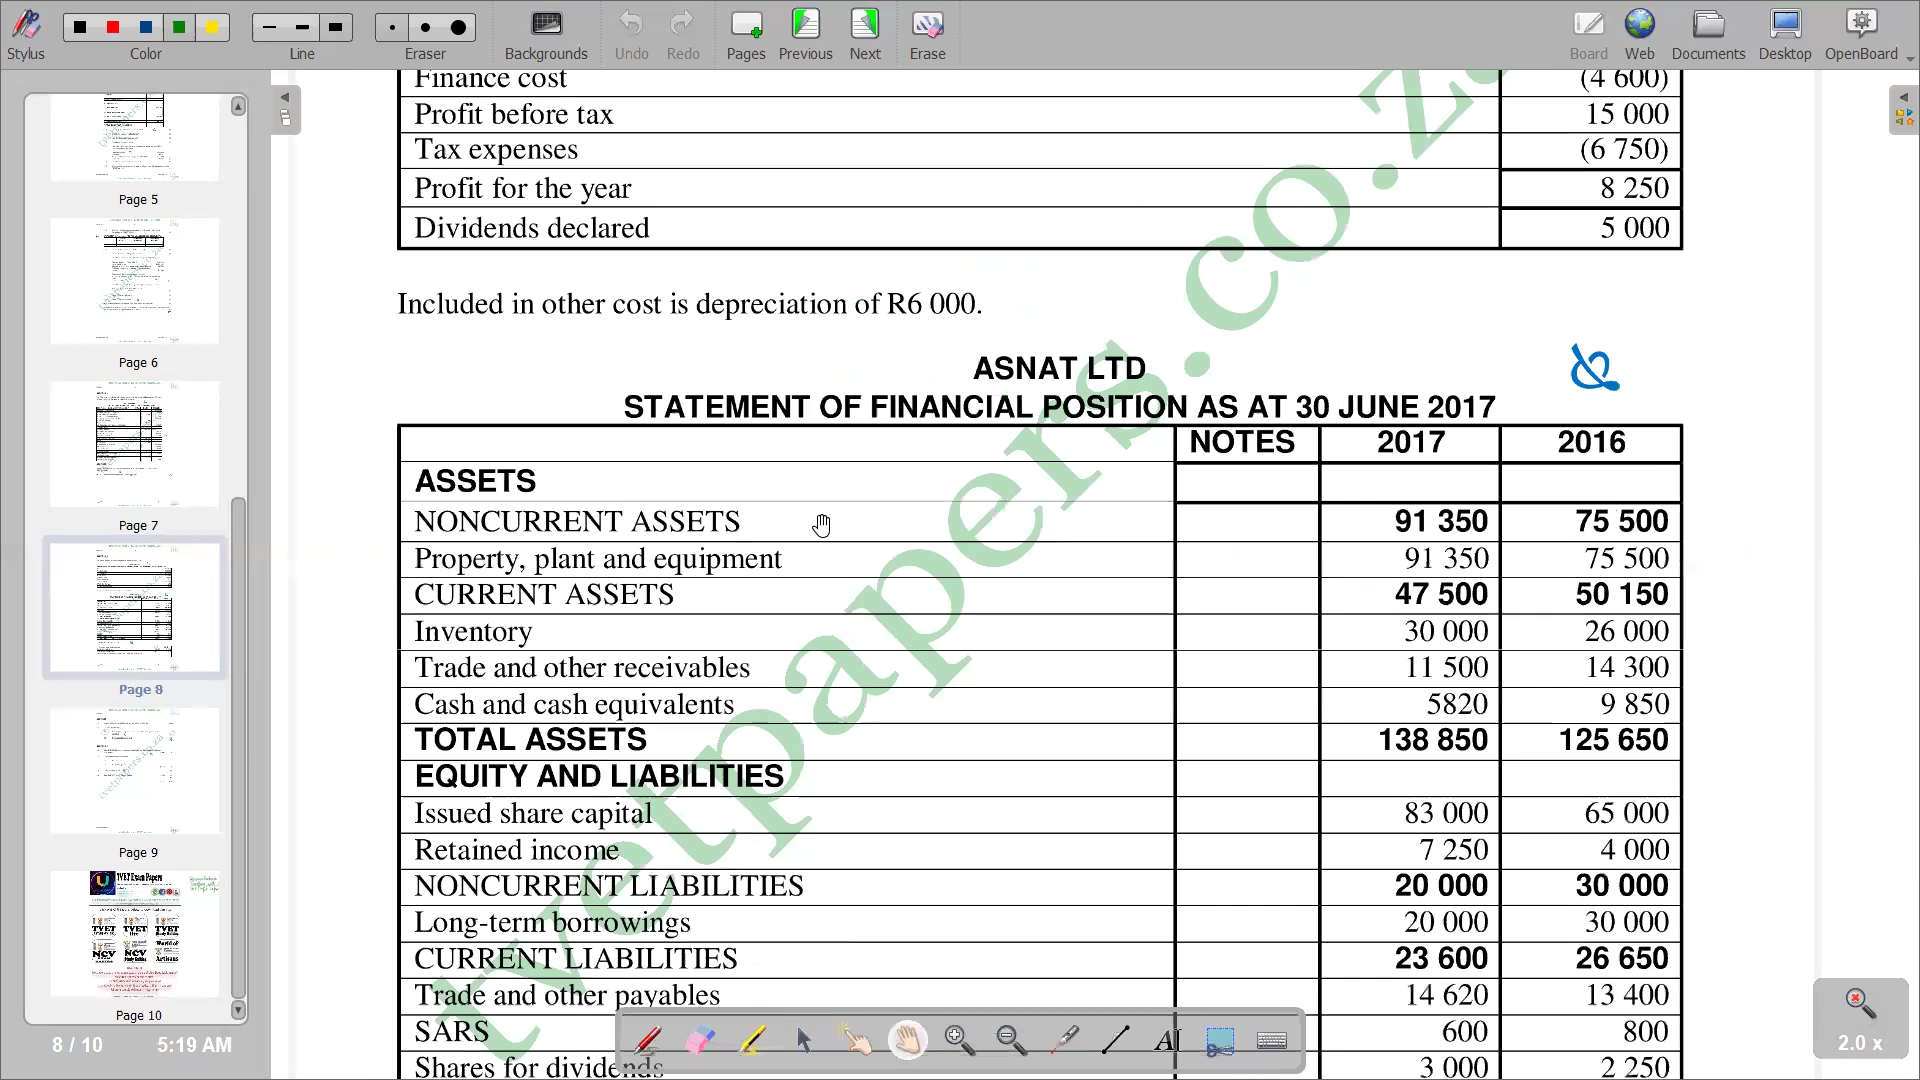 Stylus Color Line Eraser Backgrounds Undo Redo Pages Previous Next Erase Board Web Documents Desktop OpenBoard
Page 5
Page 6
Page 7
Page 8
Page 9
TVET Exam Papers
Page 10
8 / 10 5:19 AM
Finance cost (4 600)
Profit before tax 15 000
Tax expenses (6 750)
Profit for the year 8 250
Dividends declared 5 000
Included in other cost is depreciation of R6 000.
ASNAT LTD
STATEMENT OF FINANCIAL POSITION AS AT 30 JUNE 2017
NOTES 2017 2016
ASSETS
NONCURRENT ASSETS 91 350 75 500
Property, plant and equipment 91 350 75 500
CURRENT ASSETS 47 500 50 150
Inventory 30 000 26 000
Trade and other receivables 11 500 14 300
Cash and cash equivalents 5820 9 850
TOTAL ASSETS 138 850 125 650
EQUITY AND LIABILITIES
Issued share capital 83 000 65 000
Retained income 7 250 4 000
NONCURRENT LIABILITIES 20 000 30 000
Long-term borrowings 20 000 30 000
CURRENT LIABILITIES 23 600 26 650
Trade and other payables 14 620 13 400
SARS 600 800
Shares for dividends 3 000 2 250
tvetpapers.co.za
2.0 x